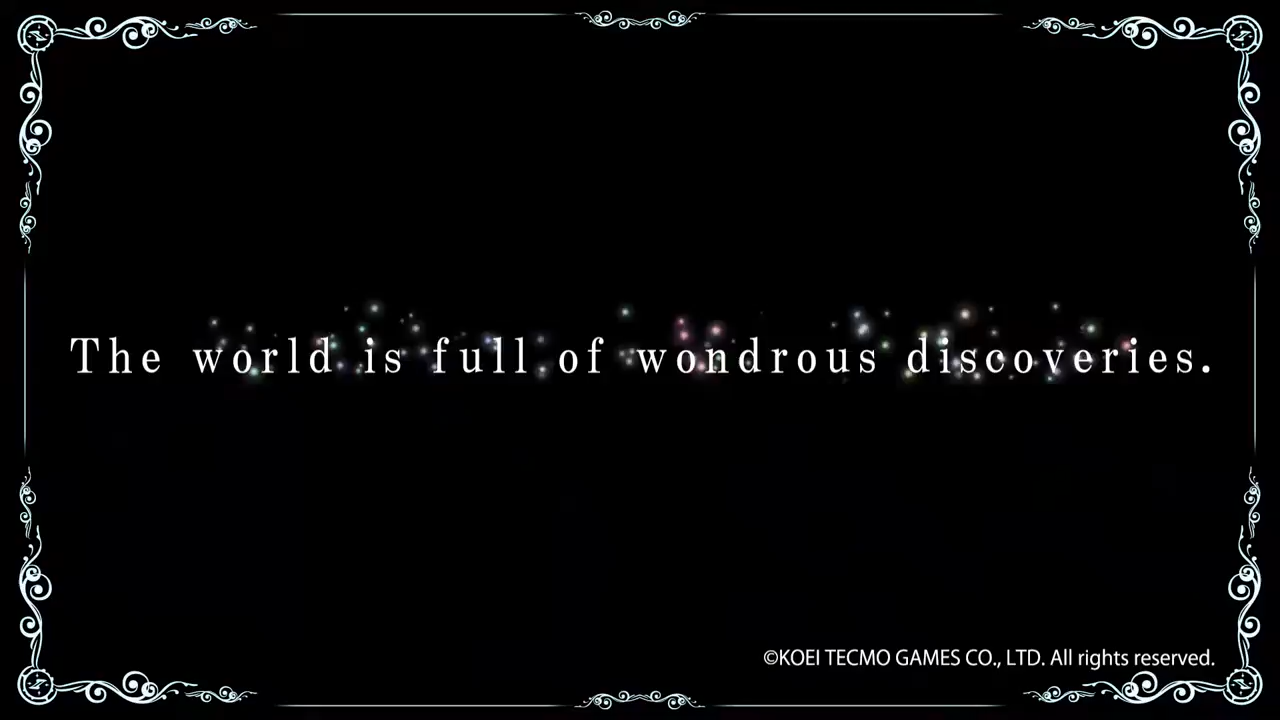 The world is full of wondrous discoveries.
©KOEI TECMO GAMES CO., LTD. All rights reserved.